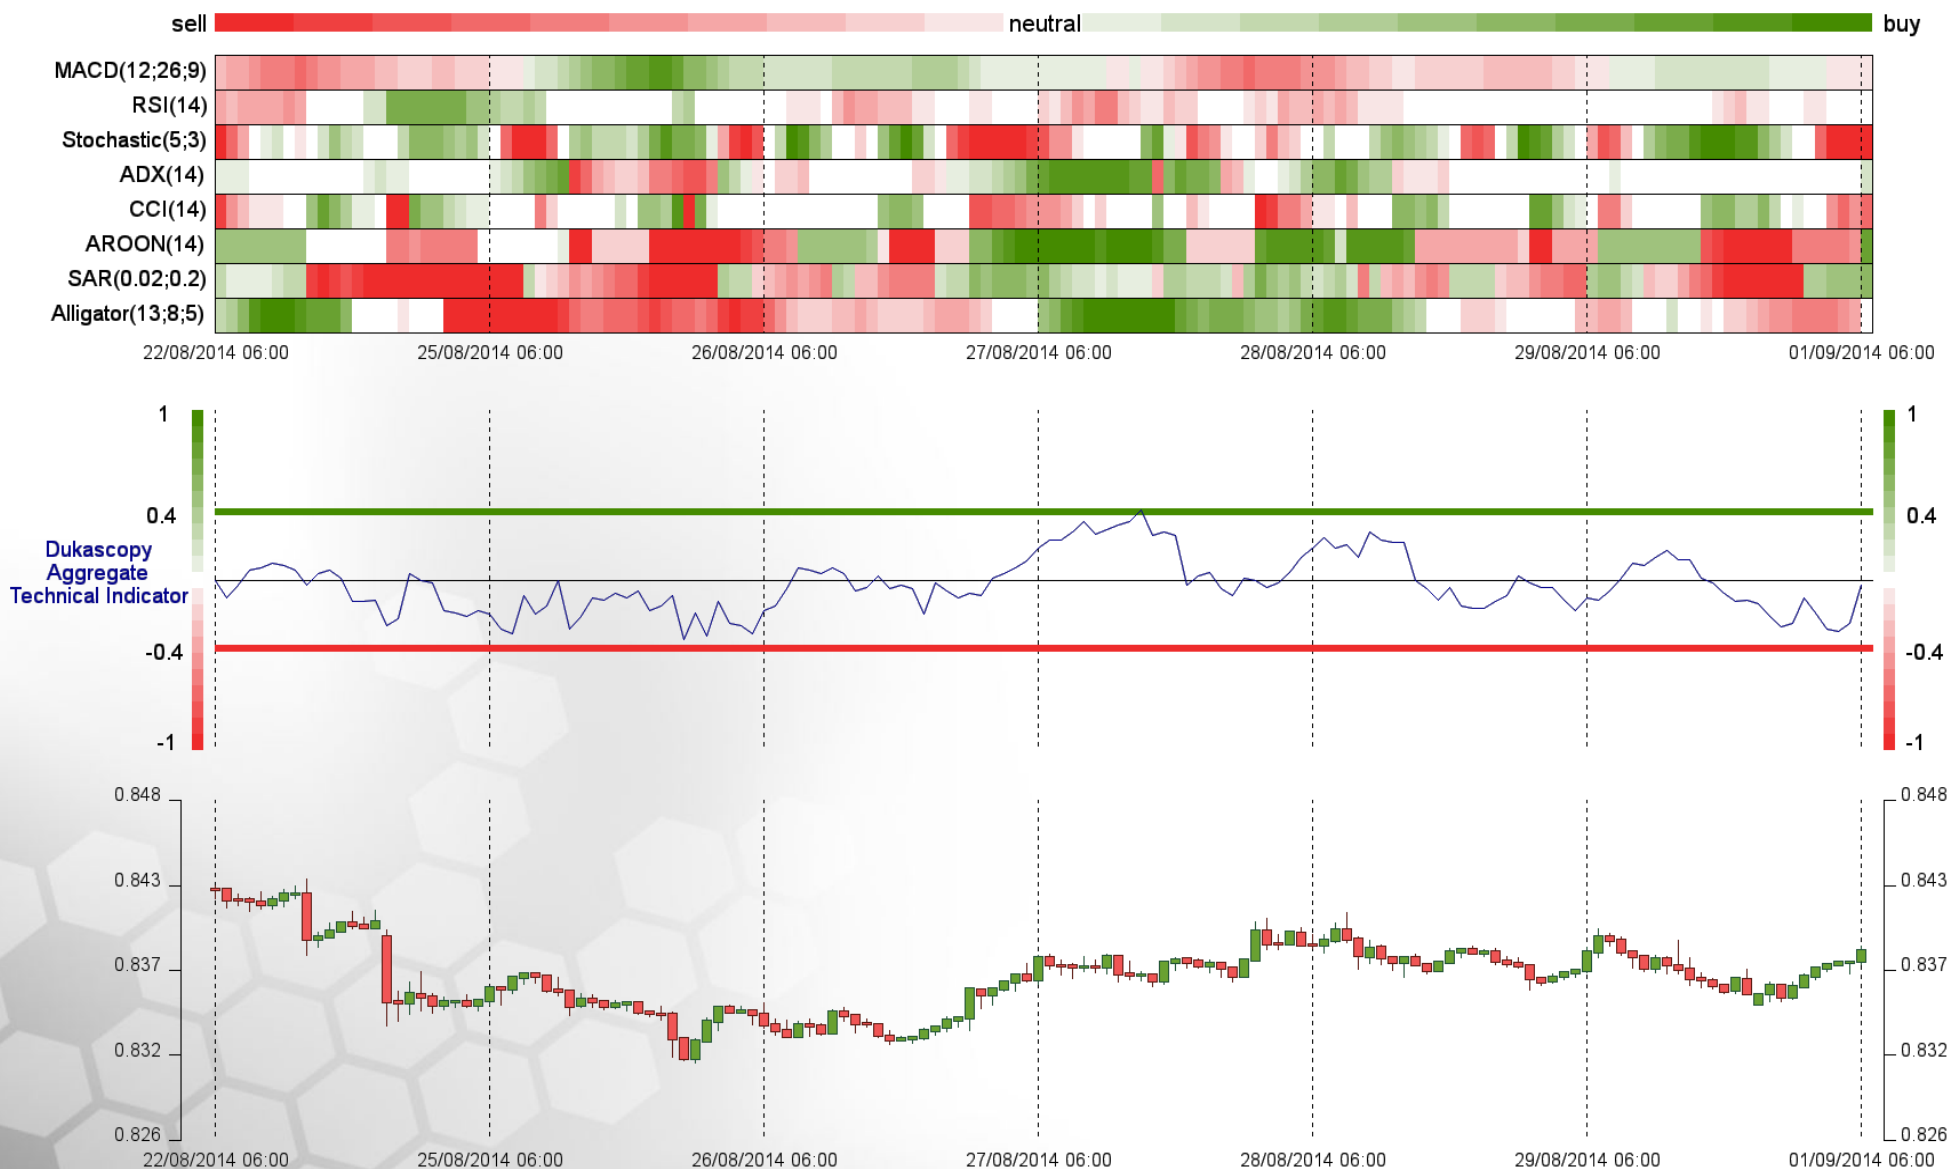 sell neutral buy
MACD(12;26;9)
RSI(14)
Stochastic(5;3)
ADX(14)
CCI(14)
AROON(14)
SAR(0.02;0.2)
Alligator(13;8;5)
22/08/2014 06:00 25/08/2014 06:00 26/08/2014 06:00 27/08/2014 06:00 28/08/2014 06:00 29/08/2014 06:00 01/09/2014 06:00
1 1
0.4 0.4
Dukascopy
Aggregate
Technical Indicator
-0.4 -0.4
-1 -1
0.848 0.848
0.843 0.843
0.837 0.837
0.832 0.832
0.826 0.826
22/08/2014 06:00 25/08/2014 06:00 26/08/2014 06:00 27/08/2014 06:00 28/08/2014 06:00 29/08/2014 06:00 01/09/2014 06:00